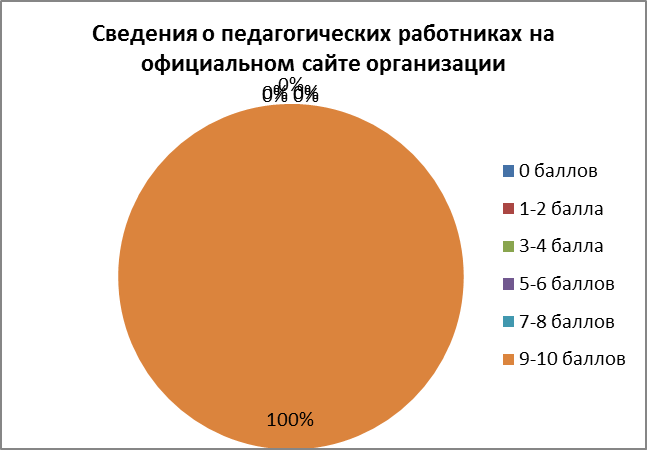 Сведения о педагогических работниках на
официальном сайте организации
0%
0% 0%
0% 0%
0 баллов
1-2 балла
3-4 балла
5-6 баллов
7-8 баллов
9-10 баллов
100%